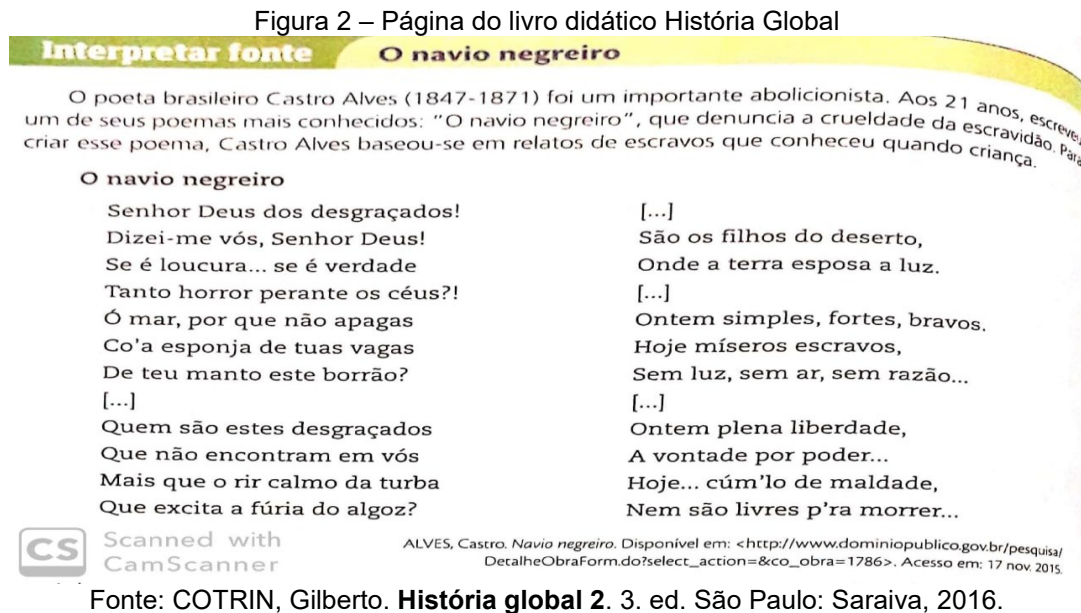 Figura 2 – Página do livro didático História Global
Interpretar fonte O navio negreiro
O poeta brasileiro Castro Alves (1847-1871) foi um importante abolicionista. Aos 21 anos, escreveu
um de seus poemas mais conhecidos: "O navio negreiro", que denuncia a crueldade da escravidão. Para
criar esse poema, Castro Alves baseou-se em relatos de escravos que conheceu quando criança.
O navio negreiro
Senhor Deus dos desgraçados!
Dizei-me vós, Senhor Deus!
Se é loucura... se é verdade
Tanto horror perante os céus?!
Ó mar, por que não apagas
Co'a esponja de tuas vagas
De teu manto este borrão?
[...]
Quem são estes desgraçados
Que não encontram em vós
Mais que o rir calmo da turba
Que excita a fúria do algoz?
[...]
São os filhos do deserto,
Onde a terra esposa a luz.
[...]
Ontem simples, fortes, bravos.
Hoje míseros escravos,
Sem luz, sem ar, sem razão...
[...]
Ontem plena liberdade,
A vontade por poder...
Hoje... cúm'lo de maldade,
Nem são livres p'ra morrer...
CS Scanned with
CamScanner
ALVES, Castro. Navio negreiro. Disponível em: <http://www.dominiopublico.gov.br/pesquisa/
DetalheObraForm.do?select_action=&co_obra=1786>. Acesso em: 17 nov. 2015.
Fonte: COTRIN, Gilberto. História global 2. 3. ed. São Paulo: Saraiva, 2016.